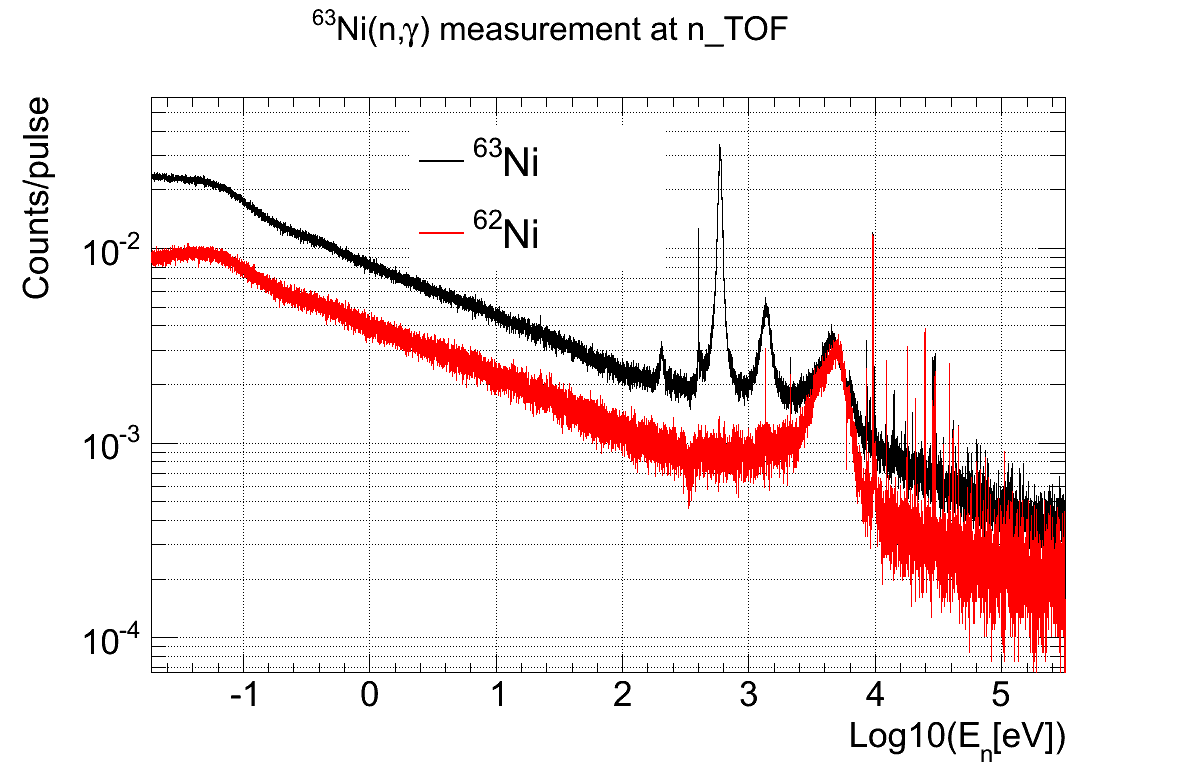 ⁶³Ni(n,γ) measurement at n_TOF
Counts/pulse
⁶³Ni
⁶²Ni
10⁻²
10⁻³
10⁻⁴
-1 0 1 2 3 4 5
Log10(Eₙ[eV])